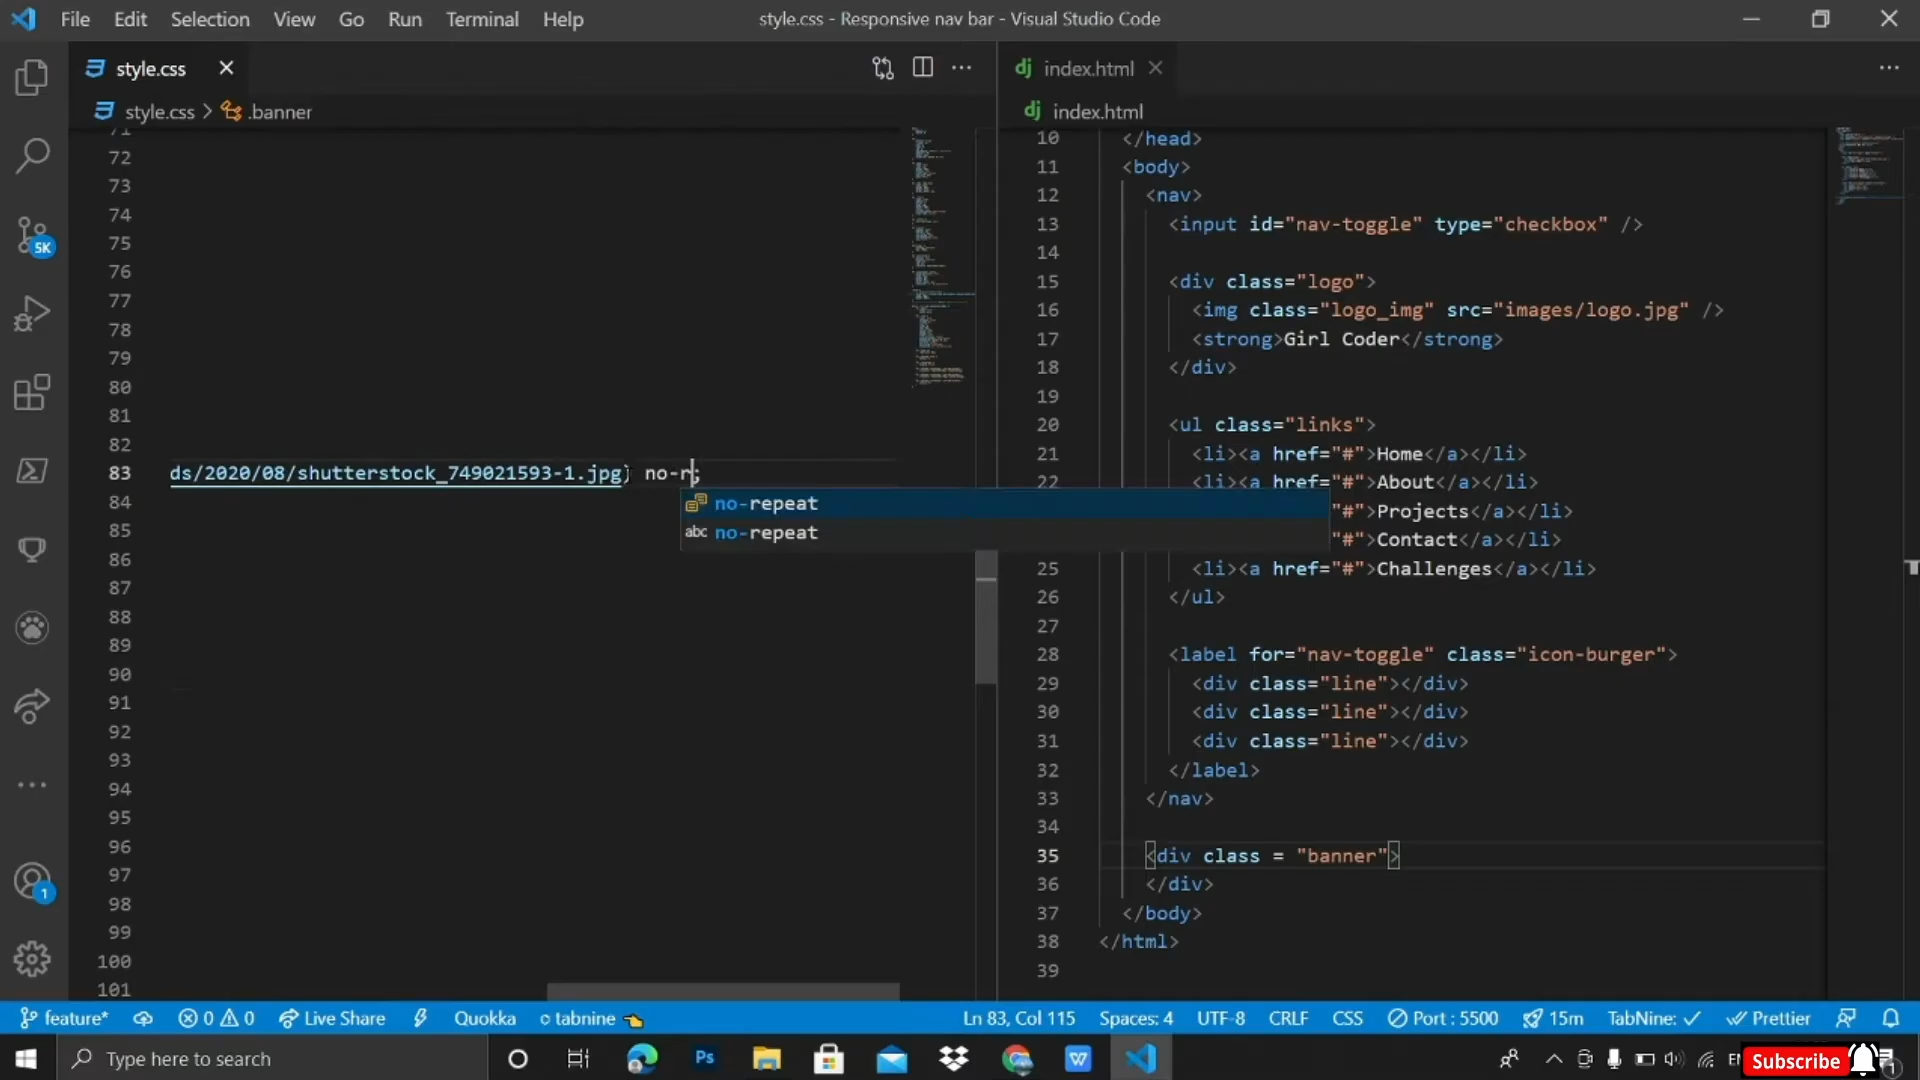 File Edit Selection View Go Run Terminal Help
style.css - Responsive nav bar - Visual Studio Code
style.css
style.css > .banner
71
72
73
74
75
76
77
78
79
80
81
82
83 ds/2020/08/shutterstock_749021593-1.jpg) no-r;
no-repeat
abc no-repeat
84
85
86
87
88
89
90
91
92
93
94
95
96
97
98
99
100
101
dj index.html
dj index.html
10 </head>
11 <body>
12 <nav>
13 <input id="nav-toggle" type="checkbox" />
14
15 <div class="logo">
16 <img class="logo_img" src="images/logo.jpg" />
17 <strong>Girl Coder</strong>
18 </div>
19
20 <ul class="links">
21 <li><a href="#">Home</a></li>
22 <li><a href="#">About</a></li>
"#">Projects</a></li>
"#">Contact</a></li>
25 <li><a href="#">Challenges</a></li>
26 </ul>
27
28 <label for="nav-toggle" class="icon-burger">
29 <div class="line"></div>
30 <div class="line"></div>
31 <div class="line"></div>
32 </label>
33 </nav>
34
35 <div class = "banner">
36 </div>
37 </body>
38 </html>
39
5K
1
feature* 0 0 Live Share Quokka tabnine Ln 83, Col 115 Spaces: 4 UTF-8 CRLF CSS Port : 5500 15m TabNine: Prettier
Type here to search
Ps
W
Subscribe
1